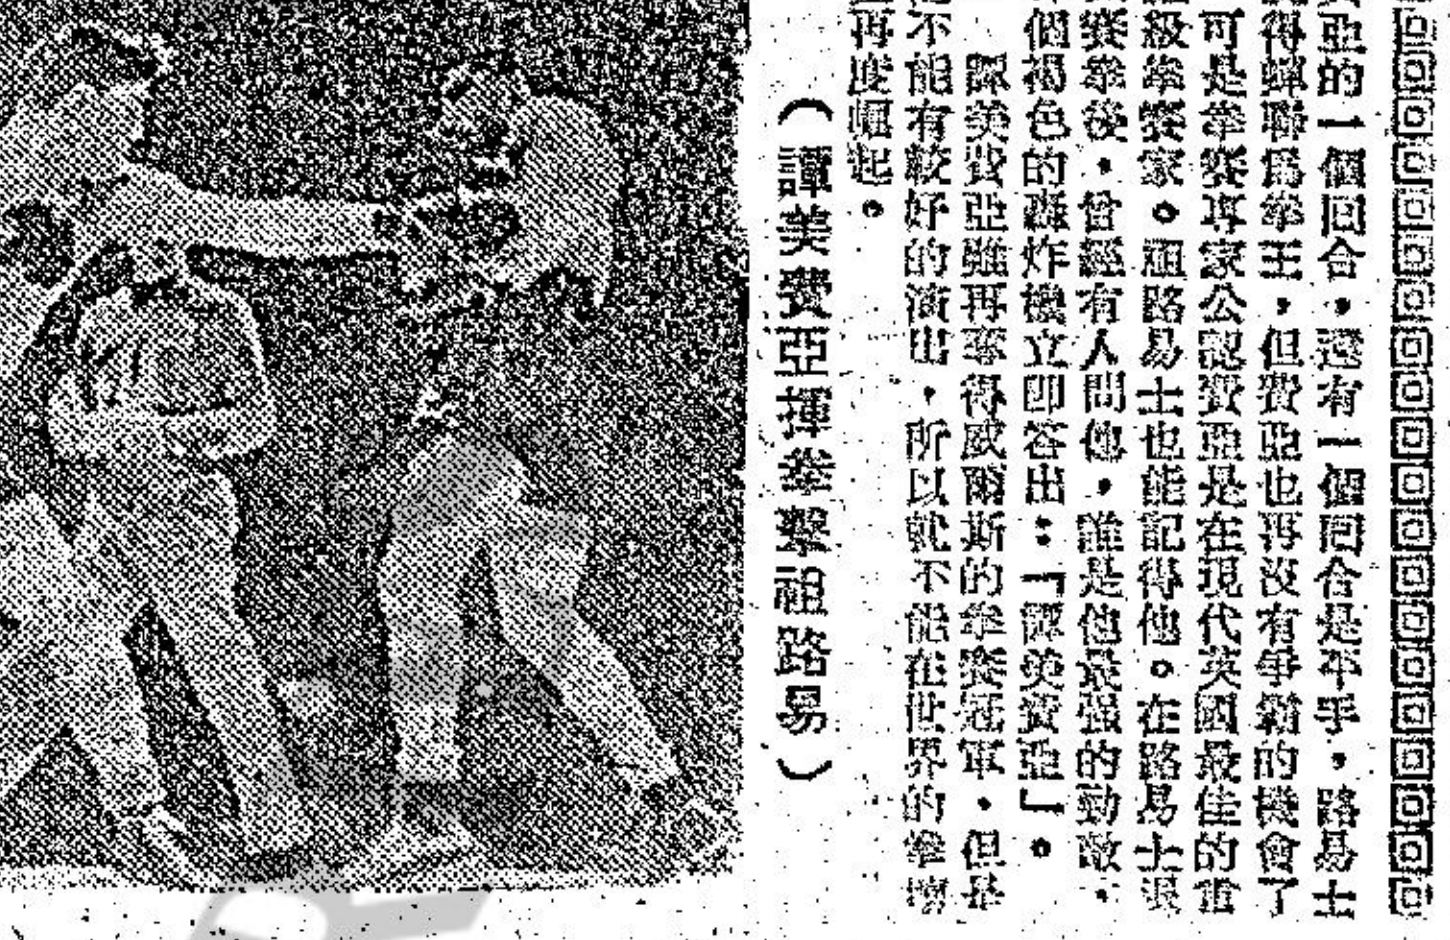 亞的一個回合，還有一個回合是平手，路易士
得蟬聯爲拳王，但費亞也再沒有爭霸的機會了
可是拳賽專家公認費亞是在現代英國最佳的重
級拳賽家。祖路易士也能記得他。在路易士退
賽拳後，曾經有人問他，誰是他最强的勁敵，
個褐色的轟炸機立卽答出：「譚美費亞」。
譚美費亞雖再奪得威爾斯的拳賽冠軍，但是
不能有較好的演出，所以就不能在世界的拳壇
再度崛起。
（譚美費亞揮拳擊祖路易）